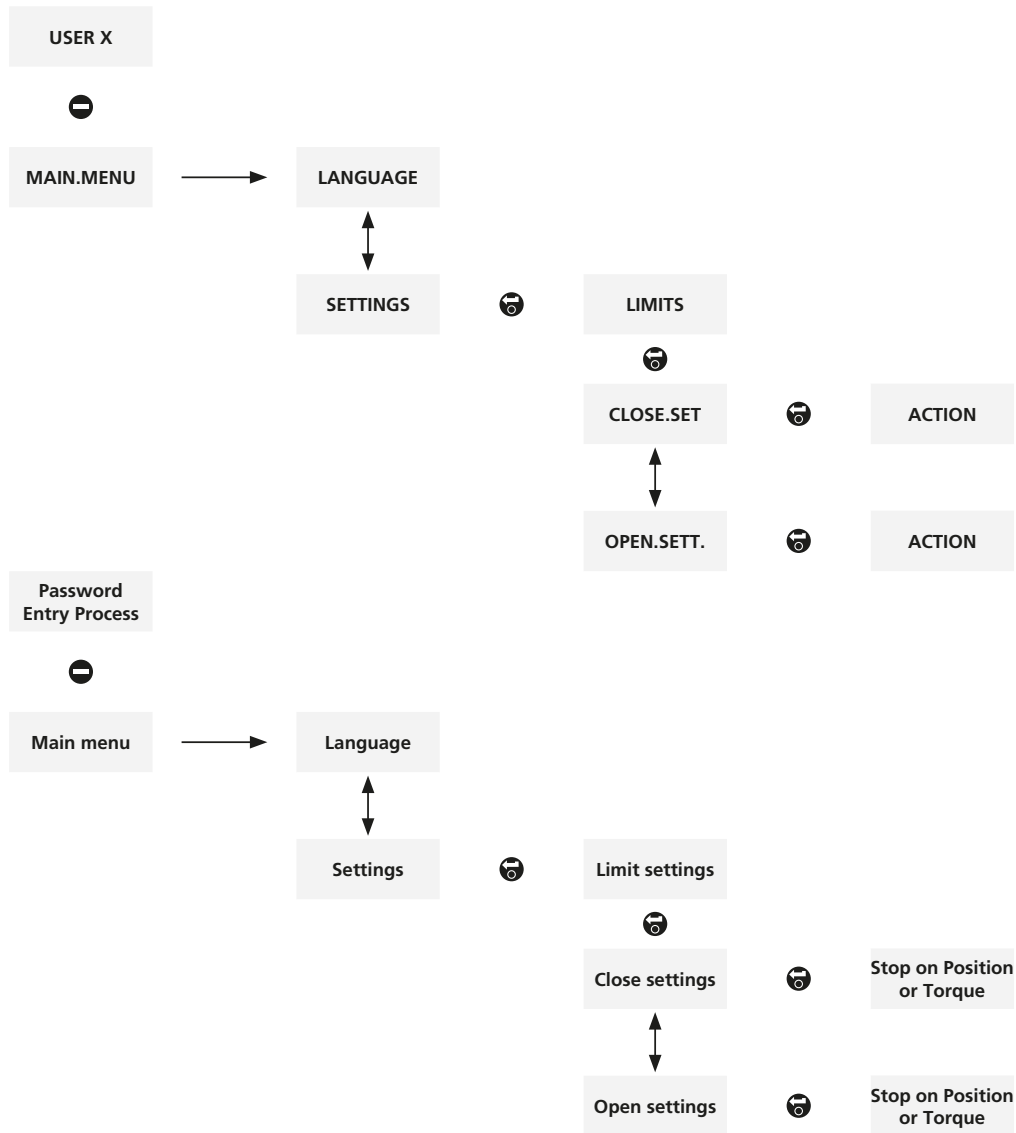 USER X
MAIN.MENU
LANGUAGE
SETTINGS
LIMITS
CLOSE.SET
ACTION
OPEN.SETT.
ACTION
Password
Entry Process
Main menu
Language
Settings
Limit settings
Close settings
Stop on Position
or Torque
Open settings
Stop on Position
or Torque